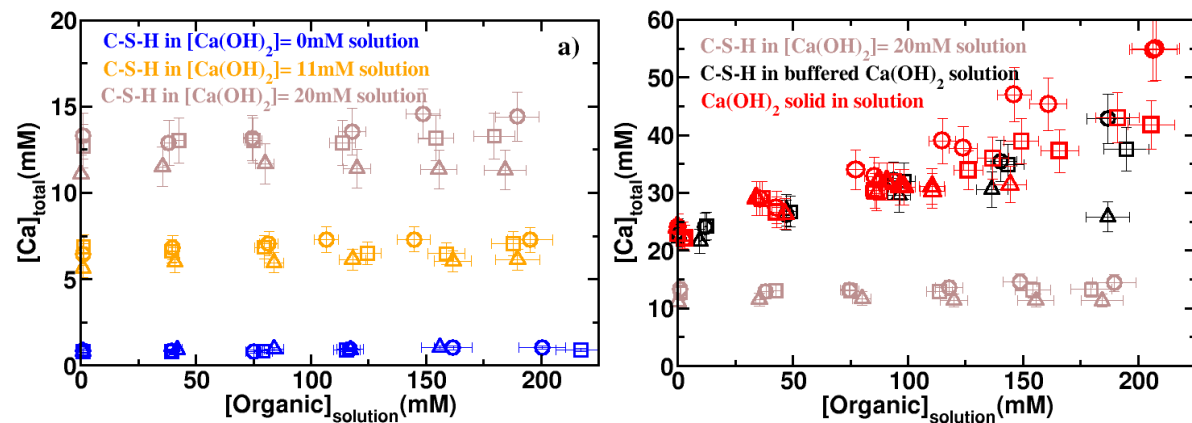 20
15
10
5
0
[Ca]total(mM)
C-S-H in [Ca(OH)2]= 0mM solution
a)
C-S-H in [Ca(OH)2]= 11mM solution
C-S-H in [Ca(OH)2]= 20mM solution
0 50 100 150 200
[Organic]solution(mM)
60
50
40
30
20
10
0
[Ca]total(mM)
C-S-H in [Ca(OH)2]= 20mM solution
C-S-H in buffered Ca(OH)2 solution
Ca(OH)2 solid in solution
0 50 100 150 200
[Organic]solution(mM)